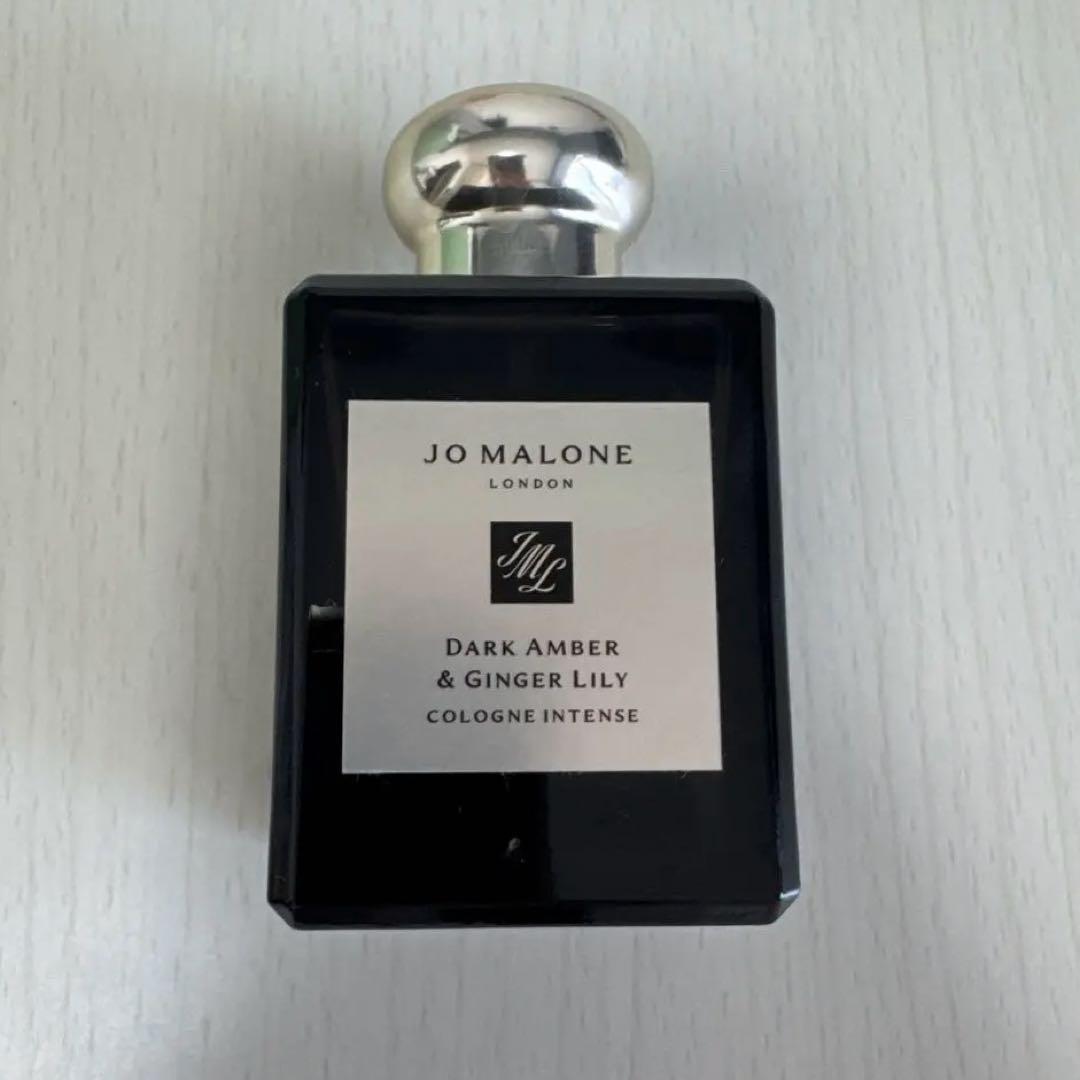 JO MALONE
LONDON
JML
DARK AMBER
& GINGER LILY
COLOGNE INTENSE